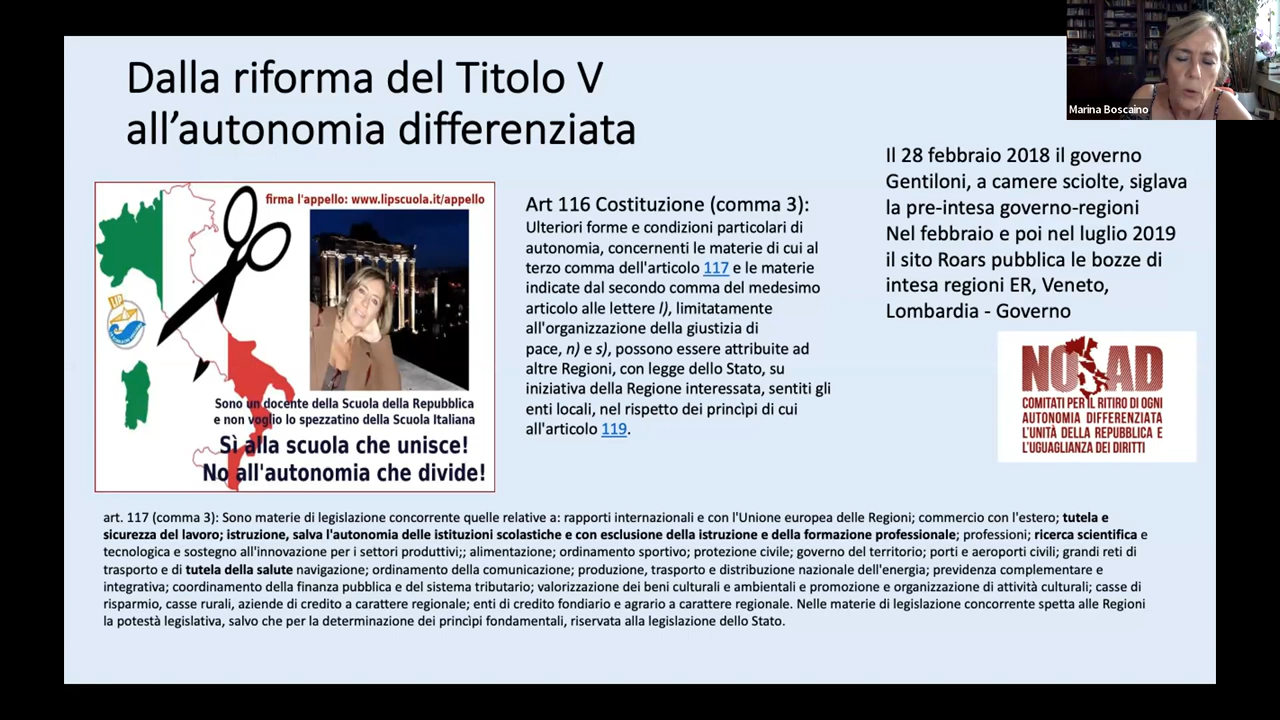 Marina Boscaino
Dalla riforma del Titolo V
all'autonomia differenziata
firma l'appello: www.lipscuola.it/appello
LIP
Sono un docente della Scuola della Repubblica
e non voglio lo spezzatino della Scuola Italiana
Sì alla scuola che unisce!
No all'autonomia che divide!
Art 116 Costituzione (comma 3):
Ulteriori forme e condizioni particolari di
autonomia, concernenti le materie di cui al
terzo comma dell'articolo 117 e le materie
indicate dal secondo comma del medesimo
articolo alle lettere l), limitatamente
all'organizzazione della giustizia di
pace, n) e s), possono essere attribuite ad
altre Regioni, con legge dello Stato, su
iniziativa della Regione interessata, sentiti gli
enti locali, nel rispetto dei princìpi di cui
all'articolo 119.
Il 28 febbraio 2018 il governo
Gentiloni, a camere sciolte, siglava
la pre-intesa governo-regioni
Nel febbraio e poi nel luglio 2019
il sito Roars pubblica le bozze di
intesa regioni ER, Veneto,
Lombardia - Governo
NO AD
COMITATI PER IL RITIRO DI OGNI
AUTONOMIA DIFFERENZIATA
L'UNITÀ DELLA REPUBBLICA E
L'UGUAGLIANZA DEI DIRITTI
art. 117 (comma 3): Sono materie di legislazione concorrente quelle relative a: rapporti internazionali e con l'Unione europea delle Regioni; commercio con l'estero; tutela e
sicurezza del lavoro; istruzione, salva l'autonomia delle istituzioni scolastiche e con esclusione della istruzione e della formazione professionale; professioni; ricerca scientifica e
tecnologica e sostegno all'innovazione per i settori produttivi;; alimentazione; ordinamento sportivo; protezione civile; governo del territorio; porti e aeroporti civili; grandi reti di
trasporto e di tutela della salute navigazione; ordinamento della comunicazione; produzione, trasporto e distribuzione nazionale dell'energia; previdenza complementare e
integrativa; coordinamento della finanza pubblica e del sistema tributario; valorizzazione dei beni culturali e ambientali e promozione e organizzazione di attività culturali; casse di
risparmio, casse rurali, aziende di credito a carattere regionale; enti di credito fondiario e agrario a carattere regionale. Nelle materie di legislazione concorrente spetta alle Regioni
la potestà legislativa, salvo che per la determinazione dei princìpi fondamentali, riservata alla legislazione dello Stato.